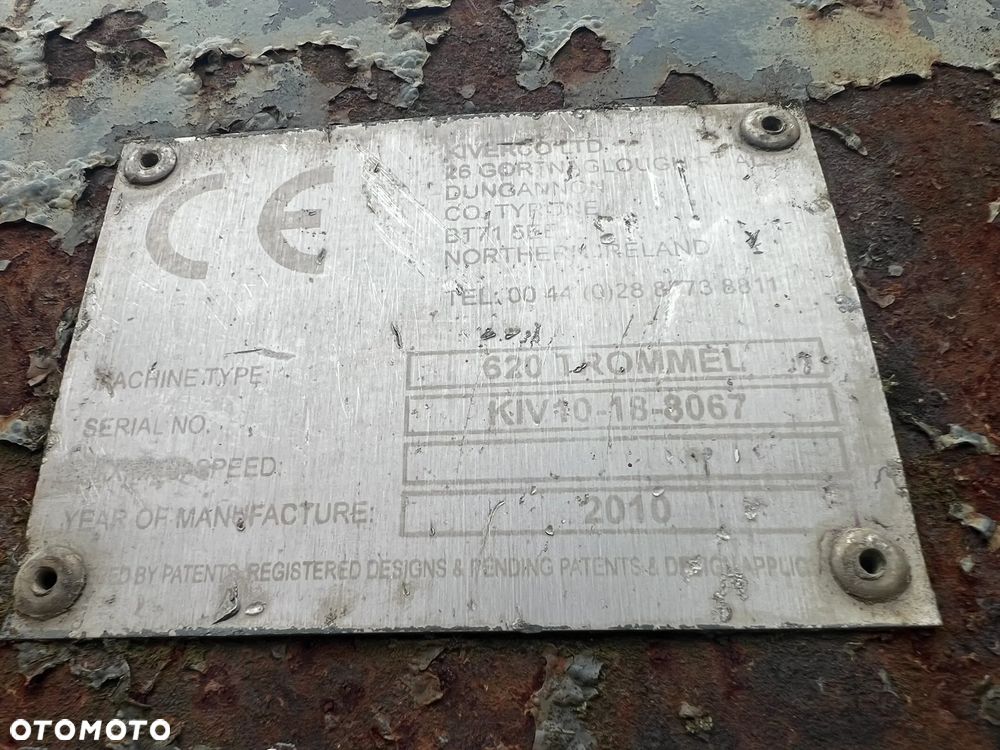 CE
KIVERCO LTD.
26 GORTNAGLOUGH
DUNGANNON
CO. TYRONE
BT71 5E
NORTHERN IRELAND
TEL: 00 44 (0)28 8773 8811
MACHINE TYPE: 620 TROMMEL
SERIAL NO. KIV10-18-8067
SPEED:
YEAR OF MANUFACTURE: 2010
BY PATENTS, REGISTERED DESIGNS & PENDING PATENTS & DESIGN
OTOMOTO